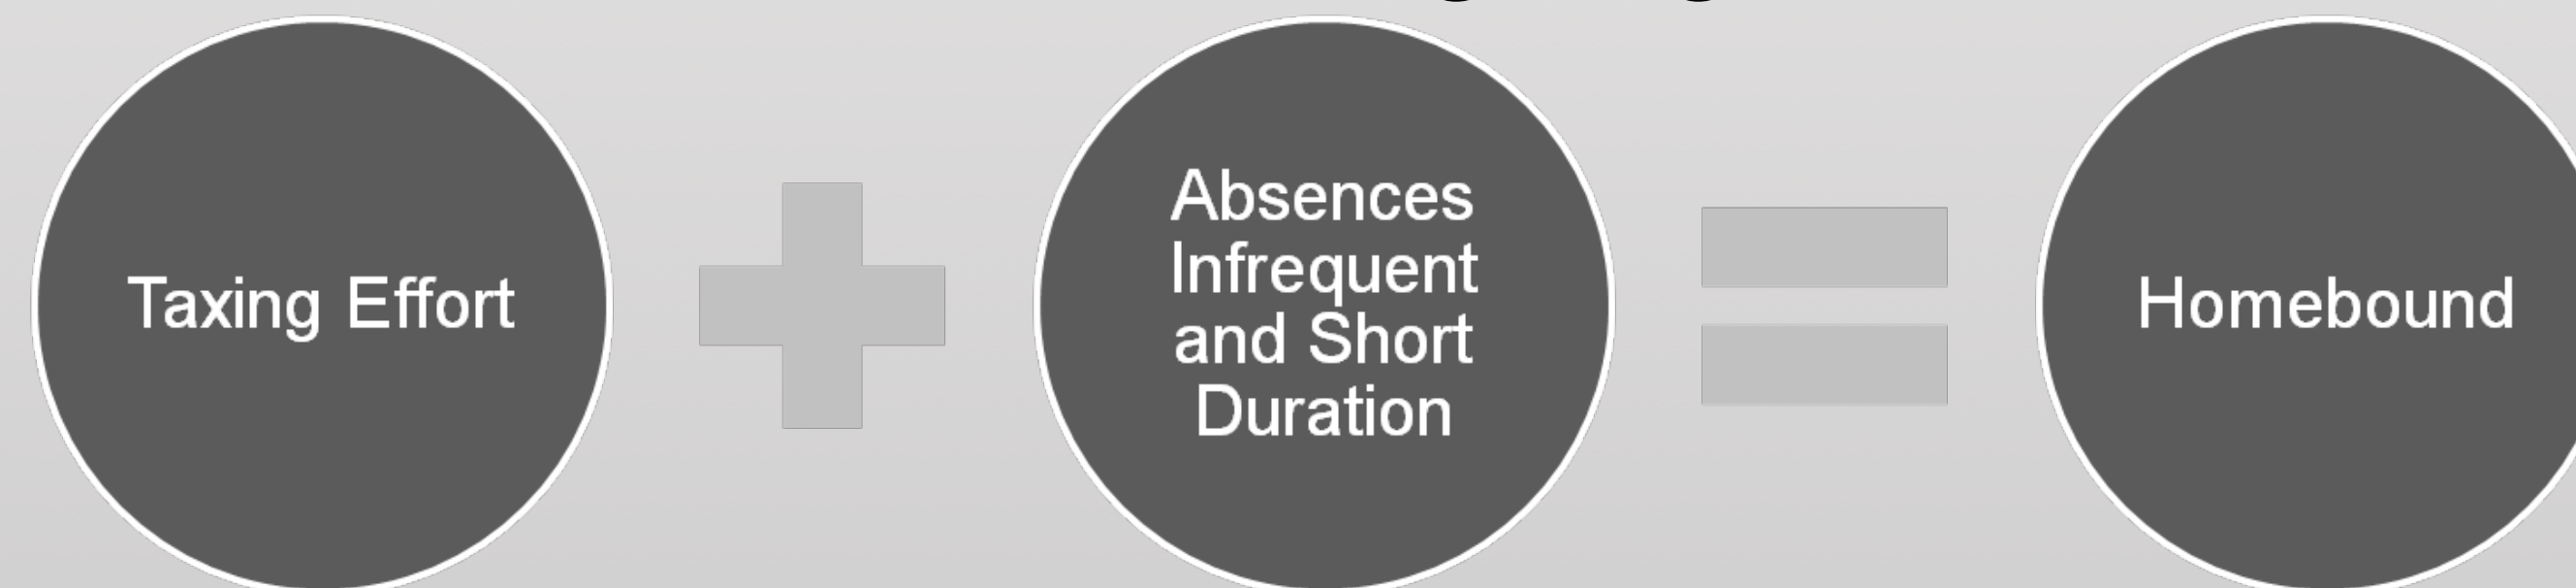 Taxing Effort
Absences
Infrequent
and Short
Duration
Homebound